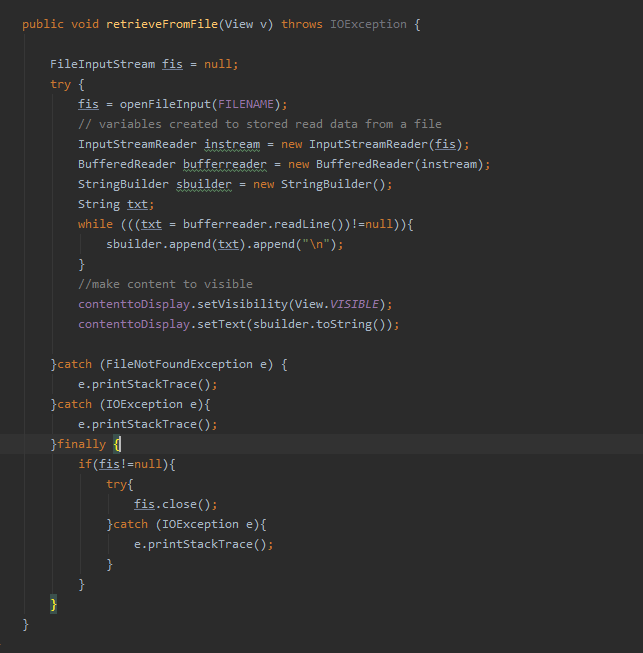 public void retrieveFromFile(View v) throws IOException {
FileInputStream fis = null;
try {
fis = openFileInput(FILENAME);
// variables created to stored read data from a file
InputStreamReader instream = new InputStreamReader(fis);
BufferedReader bufferreader = new BufferedReader(instream);
StringBuilder sbuilder = new StringBuilder();
String txt;
while (((txt = bufferreader.readLine())!=null)){
sbuilder.append(txt).append("\n");
}
//make content to visible
contenttoDisplay.setVisibility(View.VISIBLE);
contenttoDisplay.setText(sbuilder.toString());
}catch (FileNotFoundException e) {
e.printStackTrace();
}catch (IOException e){
e.printStackTrace();
}finally {
if(fis!=null){
try{
fis.close();
}catch (IOException e){
e.printStackTrace();
}
}
}
}